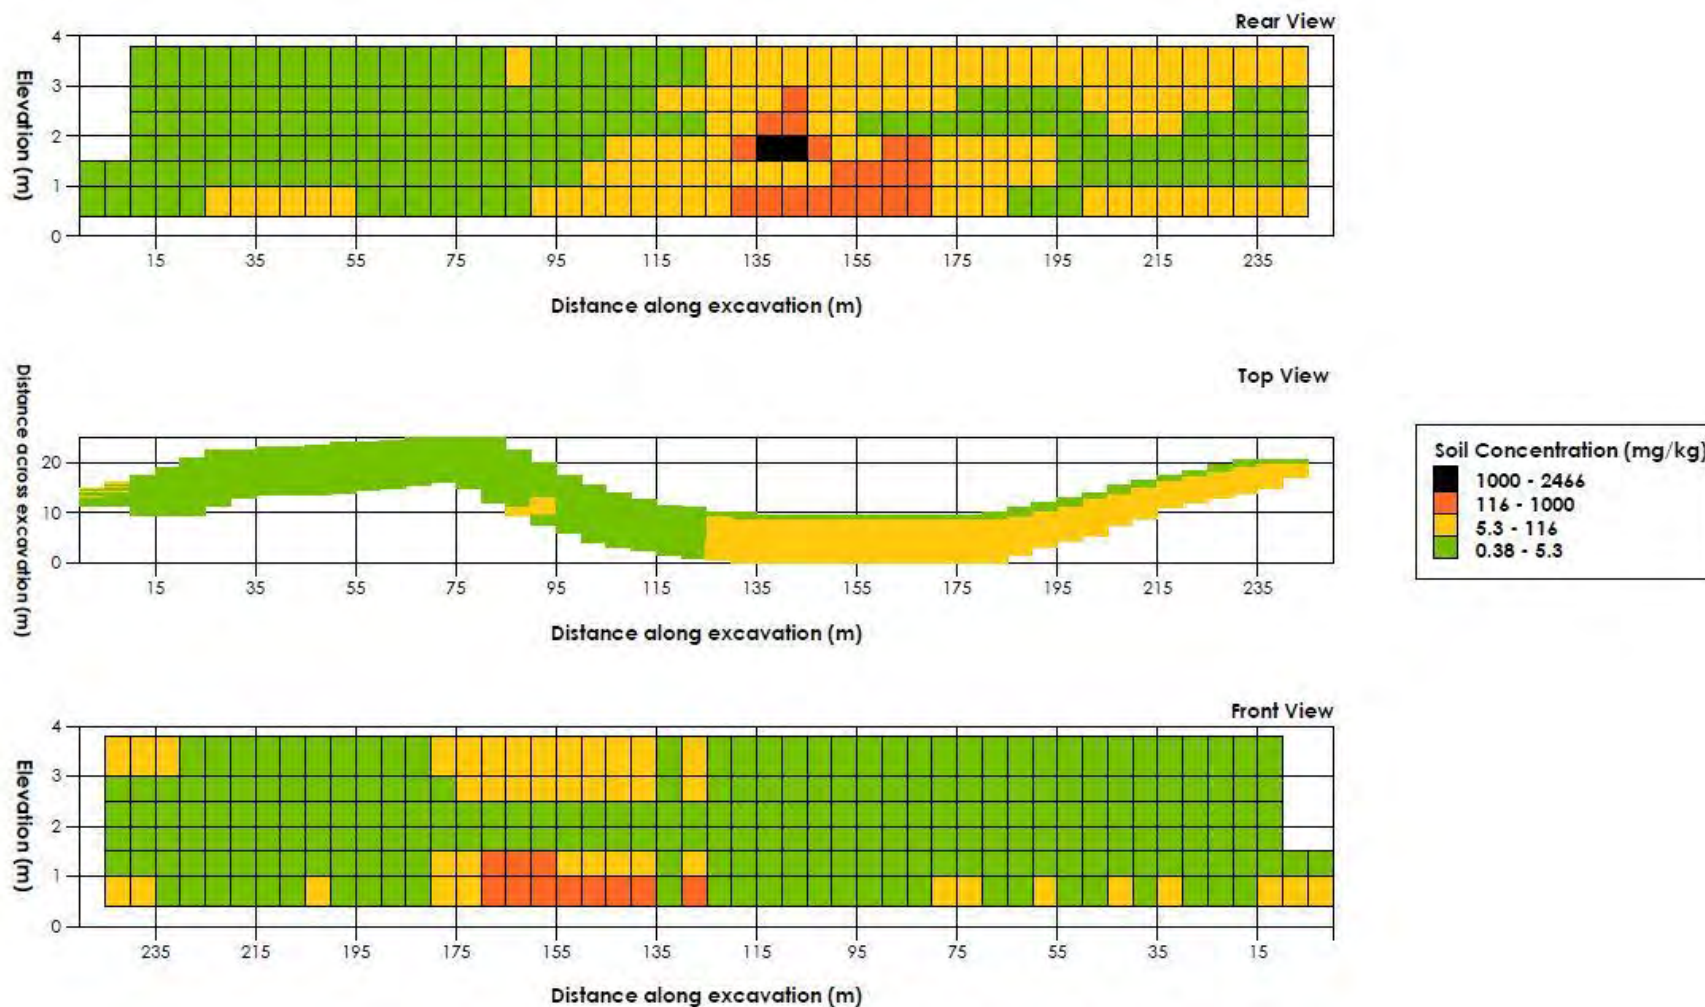 Rear View
Elevation (m)
4
3
2
1
0
15 35 55 75 95 115 135 155 175 195 215 235
Distance along excavation (m)
Top View
Distance across excavation (m)
20
10
0
15 35 55 75 95 115 135 155 175 195 215 235
Distance along excavation (m)
Soil Concentration (mg/kg)
1000 - 2466
116 - 1000
5.3 - 116
0.38 - 5.3
Front View
Elevation (m)
4
3
2
1
0
235 215 195 175 155 135 115 95 75 55 35 15
Distance along excavation (m)